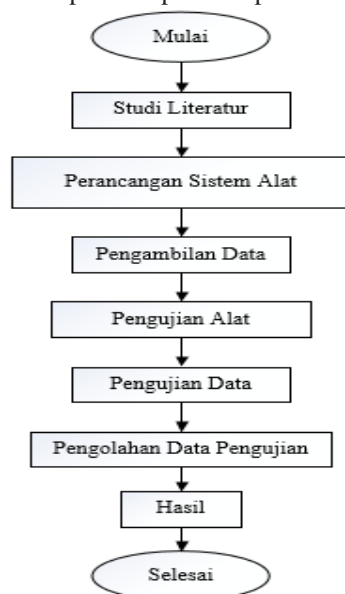 Mulai
Studi Literatur
Perancangan Sistem Alat
Pengambilan Data
Pengujian Alat
Pengujian Data
Pengolahan Data Pengujian
Hasil
Selesai